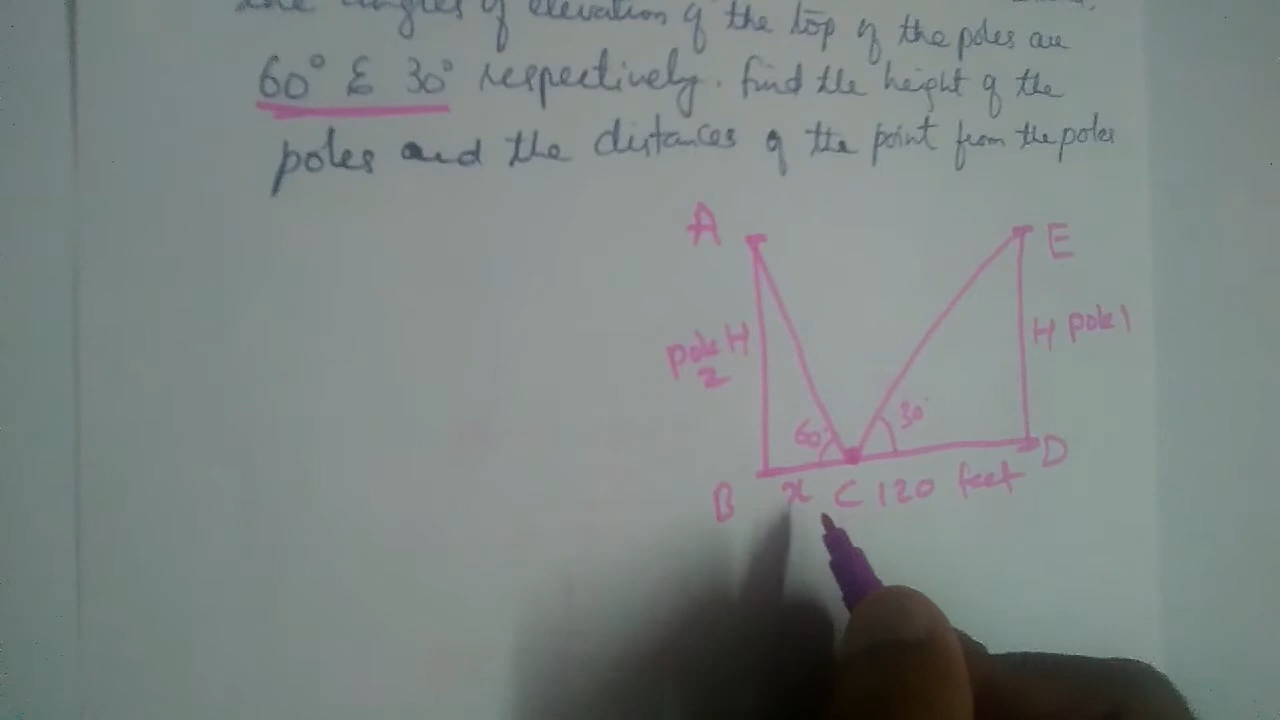 angles of elevation of the top of the poles are
60° & 30° respectively. find the height of the
poles and the distances of the point from the poles
A
E
pole H
2
H pole 1
60°
30°
B
x
C
120 feet
D